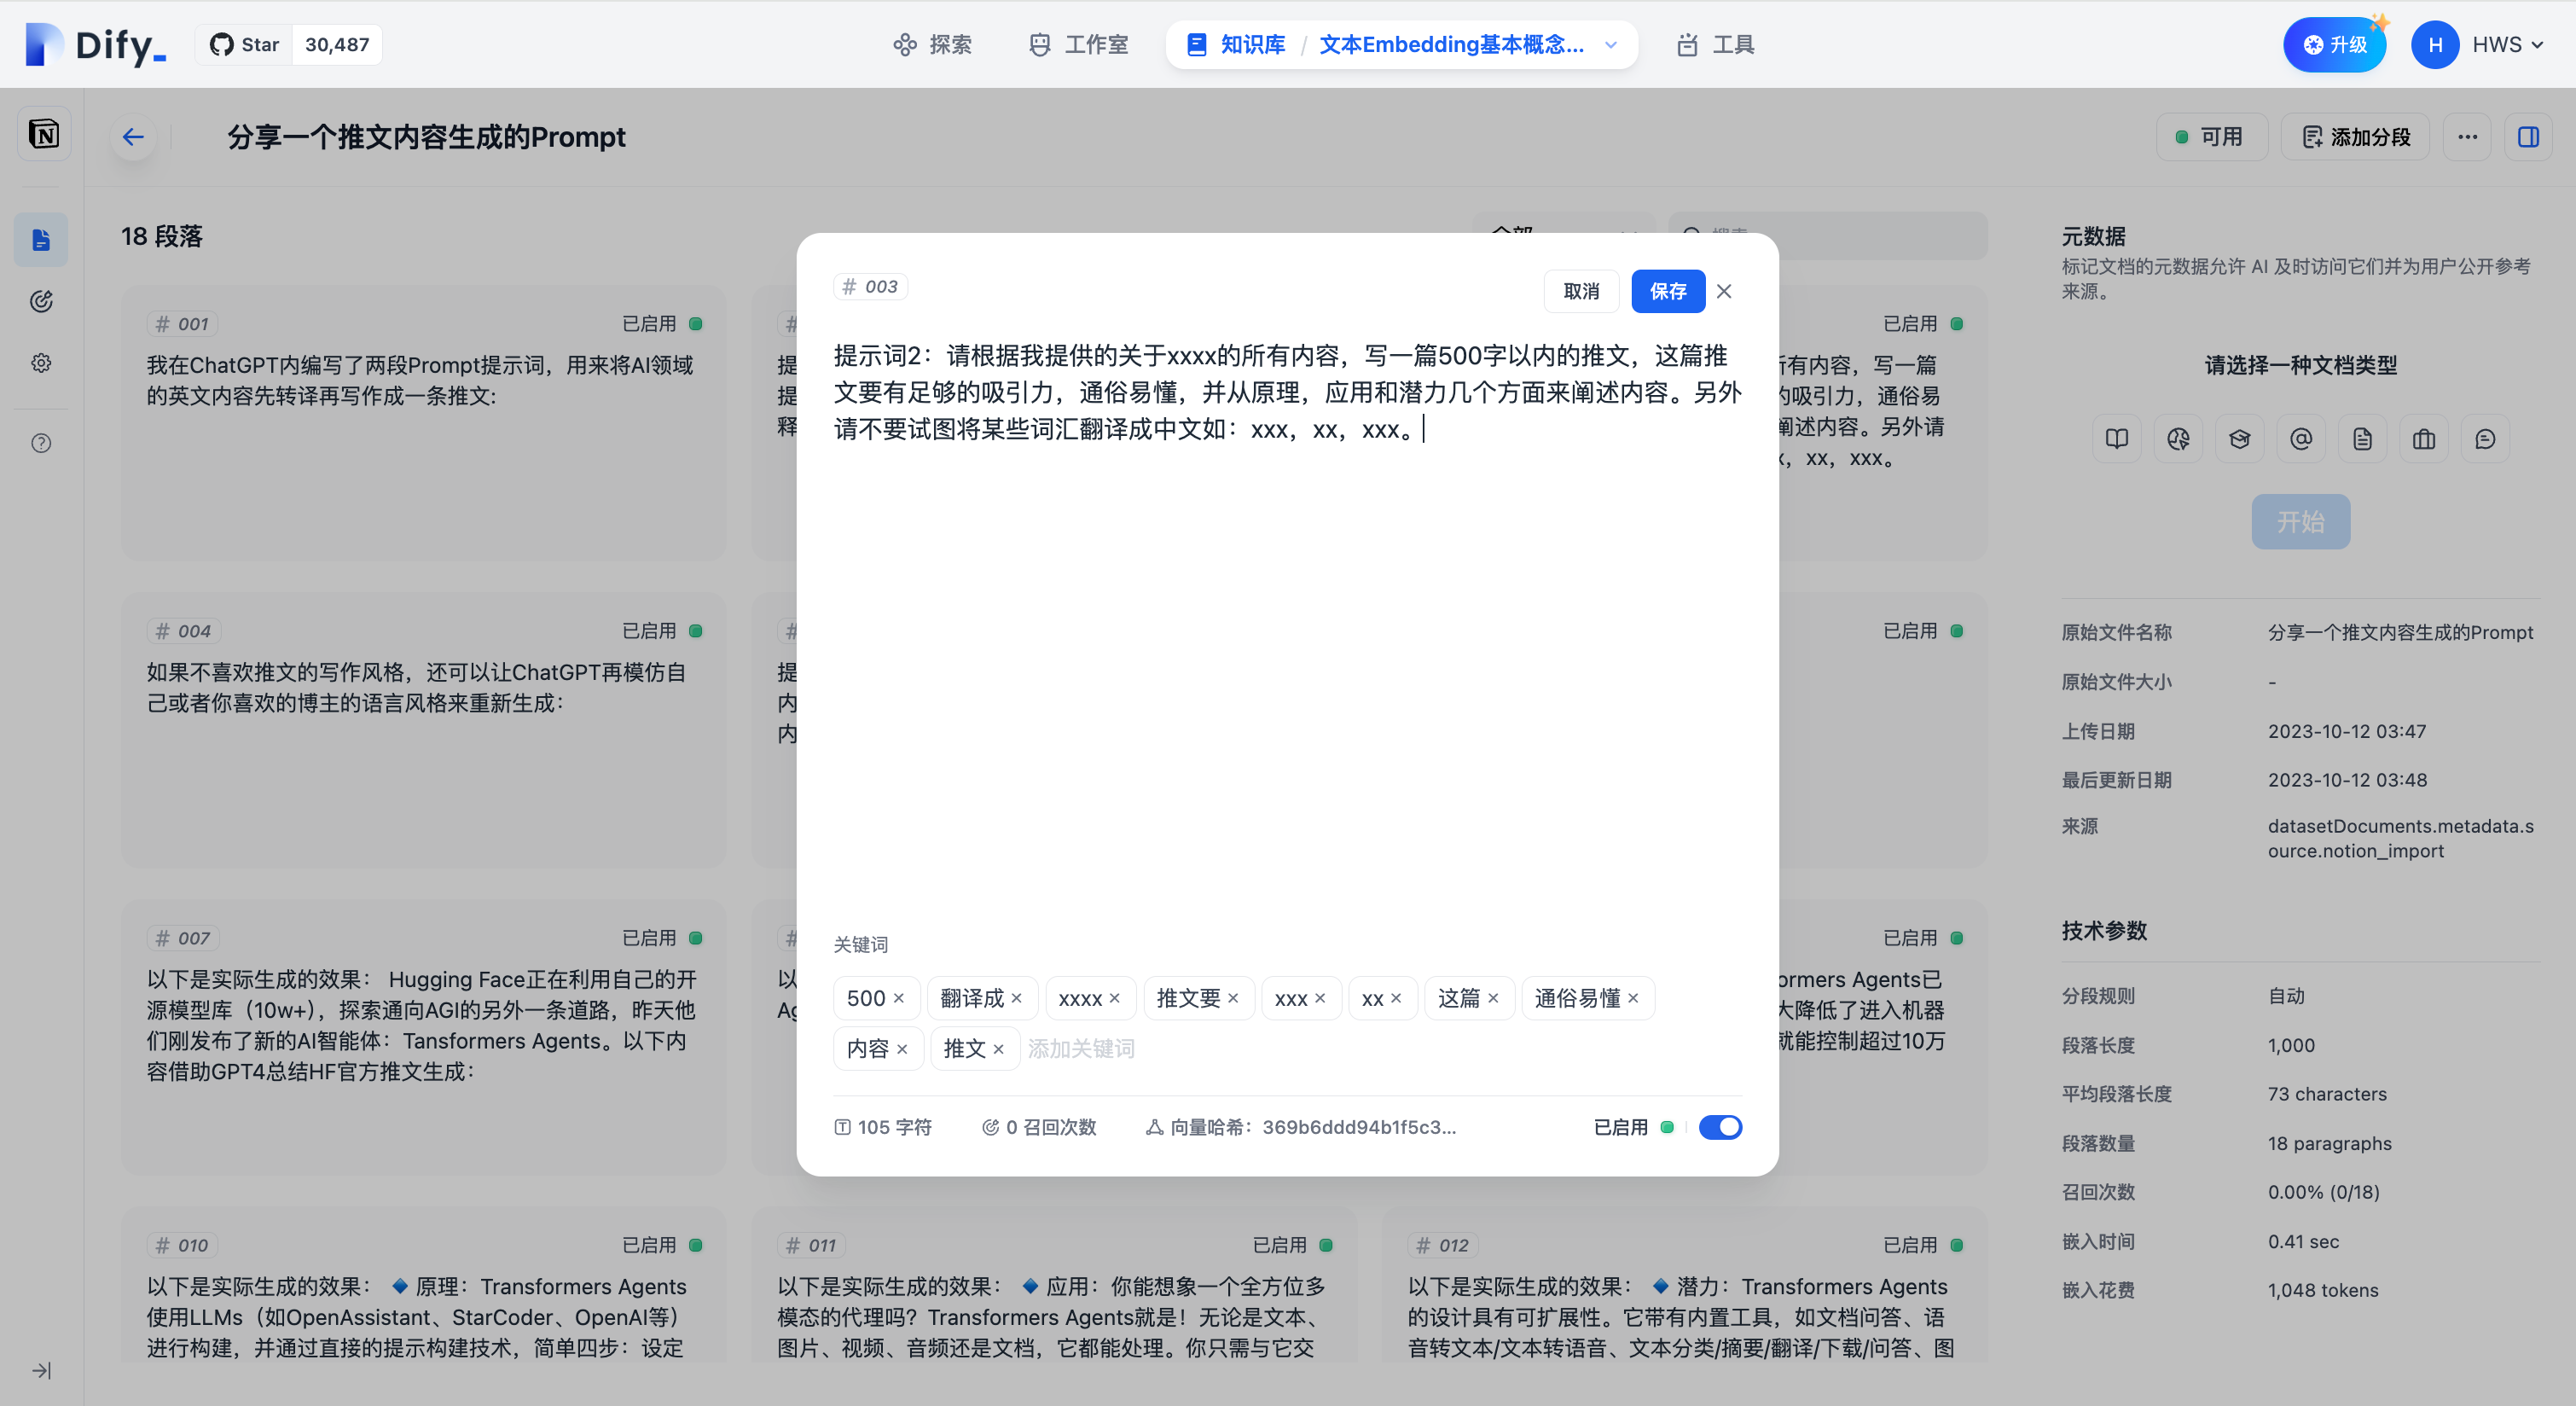 Dify_
Star 30,487
探索
工作室
知识库 / 文本Embedding基本概念...
工具
升级
H HWS
分享一个推文内容生成的Prompt
可用
添加分段
18 段落
# 001 已启用
我在ChatGPT内编写了两段Prompt提示词，用来将AI领域
的英文内容先转译再写作成一条推文:
# 004 已启用
如果不喜欢推文的写作风格，还可以让ChatGPT再模仿自
己或者你喜欢的博主的语言风格来重新生成:
# 007 已启用
以下是实际生成的效果： Hugging Face正在利用自己的开
源模型库（10w+），探索通向AGI的另外一条道路，昨天他
们刚发布了新的AI智能体：Tansformers Agents。以下内
容借助GPT4总结HF官方推文生成:
# 010 已启用
以下是实际生成的效果： 🔹原理：Transformers Agents
使用LLMs（如OpenAssistant、StarCoder、OpenAI等）
进行构建，并通过直接的提示构建技术，简单四步：设定
# 011 已启用
以下是实际生成的效果： 🔹应用：你能想象一个全方位多
模态的代理吗？Transformers Agents就是！无论是文本、
图片、视频、音频还是文档，它都能处理。你只需与它交
# 012 已启用
以下是实际生成的效果： 🔹潜力：Transformers Agents
的设计具有可扩展性。它带有内置工具，如文档问答、语
音转文本/文本转语音、文本分类/摘要/翻译/下载/问答、图
# 003
取消
保存
提示词2：请根据我提供的关于xxxx的所有内容，写一篇500字以内的推文，这篇推
文要有足够的吸引力，通俗易懂，并从原理，应用和潜力几个方面来阐述内容。另外
请不要试图将某些词汇翻译成中文如：xxx，xx，xxx。
关键词
500 × 翻译成 × xxxx × 推文要 × xxx × xx × 这篇 × 通俗易懂 ×
内容 × 推文 × 添加关键词
105 字符 0 召回次数 向量哈希：369b6ddd94b1f5c3...
已启用
已启用
有内容，写一篇
的吸引力，通俗易
阐述内容。另外请
，xx，xxx。
已启用
已启用
ormers Agents已
大降低了进入机器
就能控制超过10万
元数据
标记文档的元数据允许 AI 及时访问它们并为用户公开参考
来源。
请选择一种文档类型
开始
原始文件名称 分享一个推文内容生成的Prompt
原始文件大小 -
上传日期 2023-10-12 03:47
最后更新日期 2023-10-12 03:48
来源 datasetDocuments.metadata.s
ource.notion_import
技术参数
分段规则 自动
段落长度 1,000
平均段落长度 73 characters
段落数量 18 paragraphs
召回次数 0.00% (0/18)
嵌入时间 0.41 sec
嵌入花费 1,048 tokens